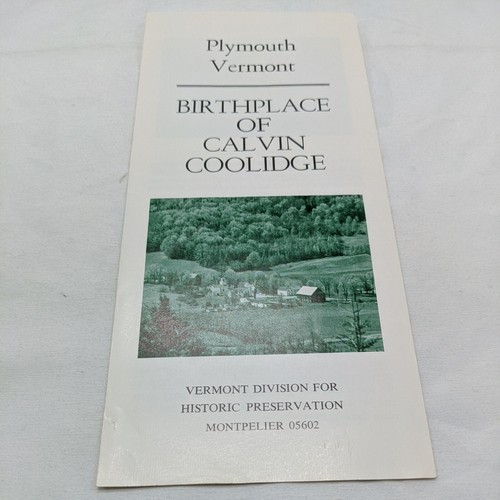 Plymouth
Vermont
BIRTHPLACE
OF
CALVIN
COOLIDGE
VERMONT DIVISION FOR
HISTORIC PRESERVATION
MONTPELIER 05602